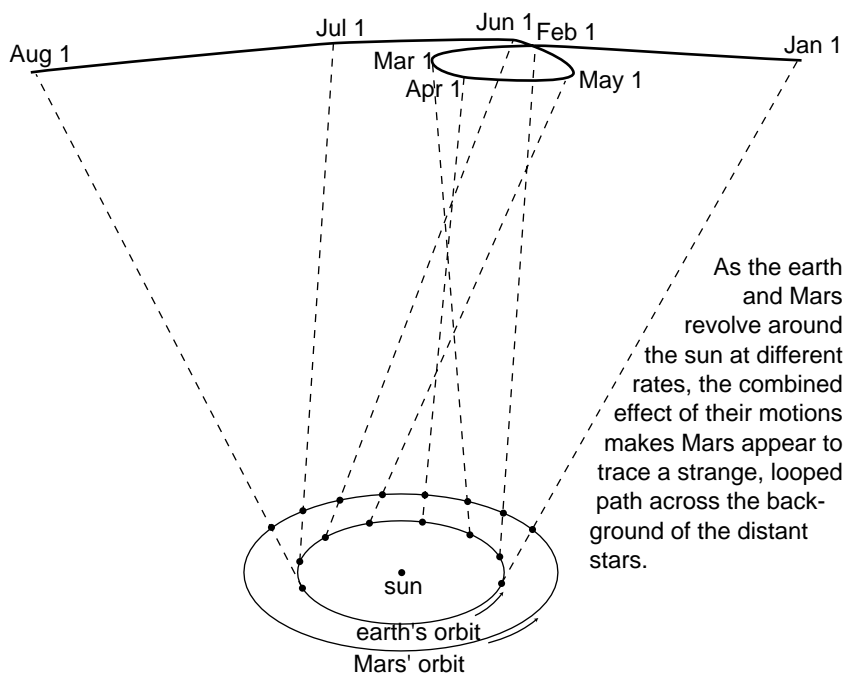 Aug 1
Jul 1
Jun 1
Feb 1
Jan 1
Mar 1
Apr 1
May 1
As the earth
and Mars
revolve around
the sun at different
rates, the combined
effect of their motions
makes Mars appear to
trace a strange, looped
path across the back-
ground of the distant
stars.
sun
earth's orbit
Mars' orbit